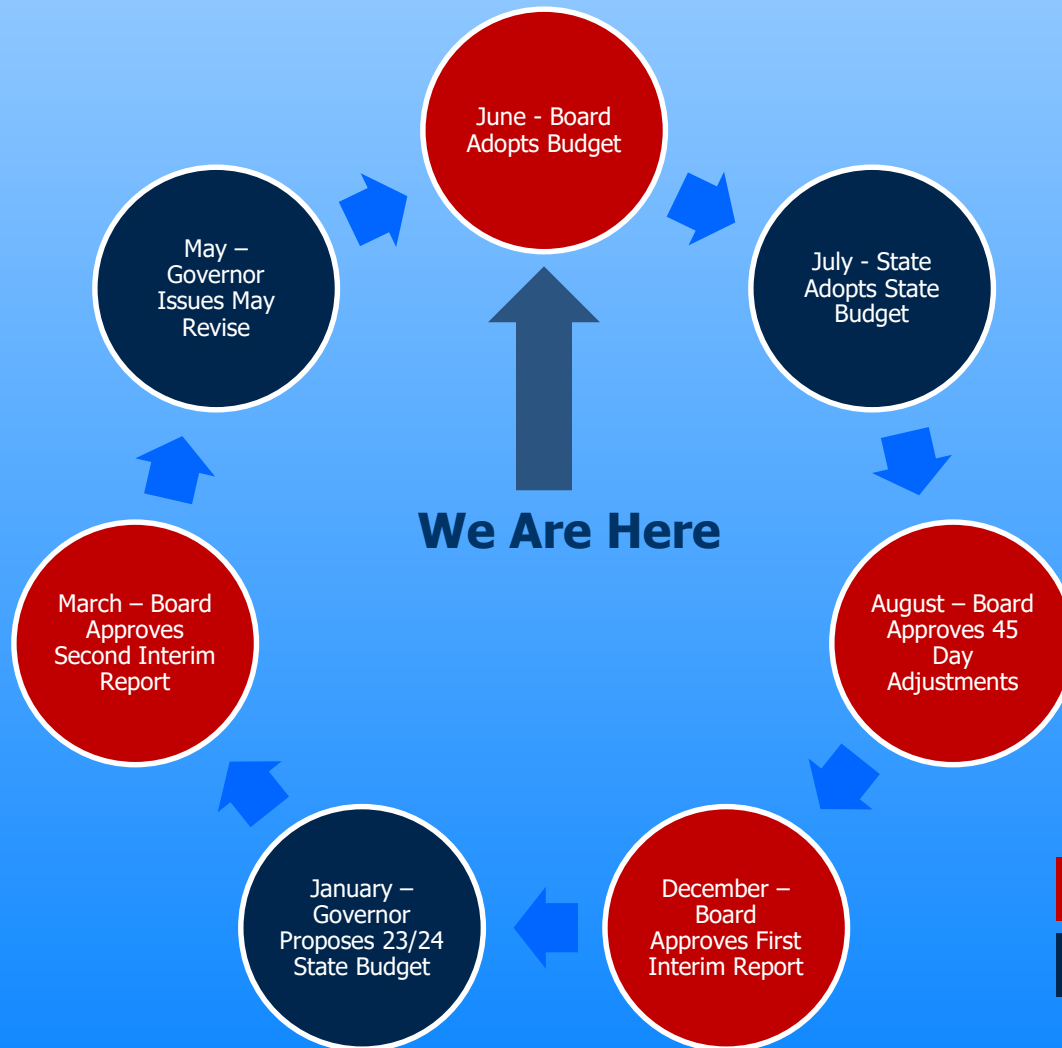 June - Board
Adopts Budget
July - State
Adopts State
Budget
August – Board
Approves 45
Day
Adjustments
December –
Board
Approves First
Interim Report
January –
Governor
Proposes 23/24
State Budget
March – Board
Approves
Second Interim
Report
May –
Governor
Issues May
Revise
We Are Here